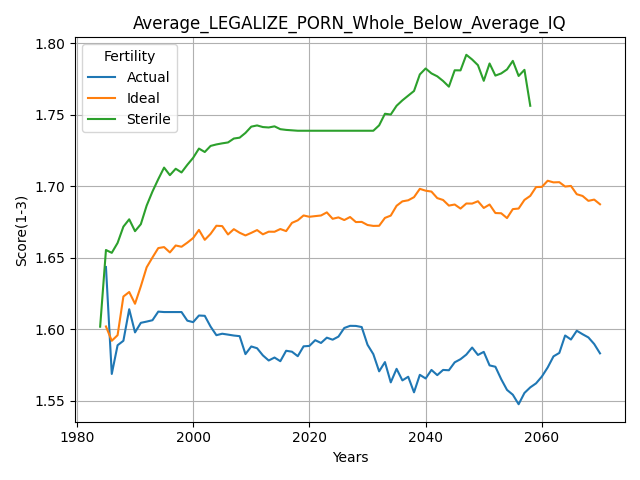 Average_LEGALIZE_PORN_Whole_Below_Average_IQ
Fertility
Actual
Ideal
Sterile
Score(1-3)
1.80
1.75
1.70
1.65
1.60
1.55
1980
2000
2020
2040
2060
Years